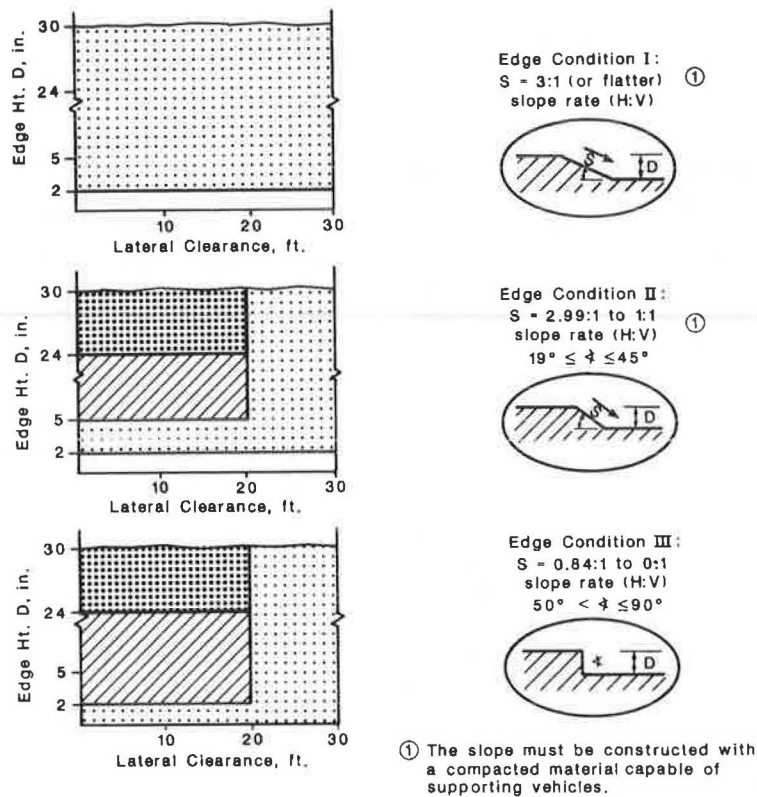 30
24
5
2
Edge Ht. D, in.
10
20
30
Lateral Clearance, ft.
Edge Condition I:
S = 3:1 (or flatter) ①
slope rate (H:V)
S
D
30
24
5
2
Edge Ht. D, in.
10
20
30
Lateral Clearance, ft.
Edge Condition II:
S = 2.99:1 to 1:1 ①
slope rate (H:V)
19° ≤ ∡ ≤45°
S
D
30
24
5
2
Edge Ht. D, in.
10
20
30
Lateral Clearance, ft.
Edge Condition III:
S = 0.84:1 to 0:1
slope rate (H:V)
50° < ∡ ≤90°
∡
D
① The slope must be constructed with
a compacted material capable of
supporting vehicles.